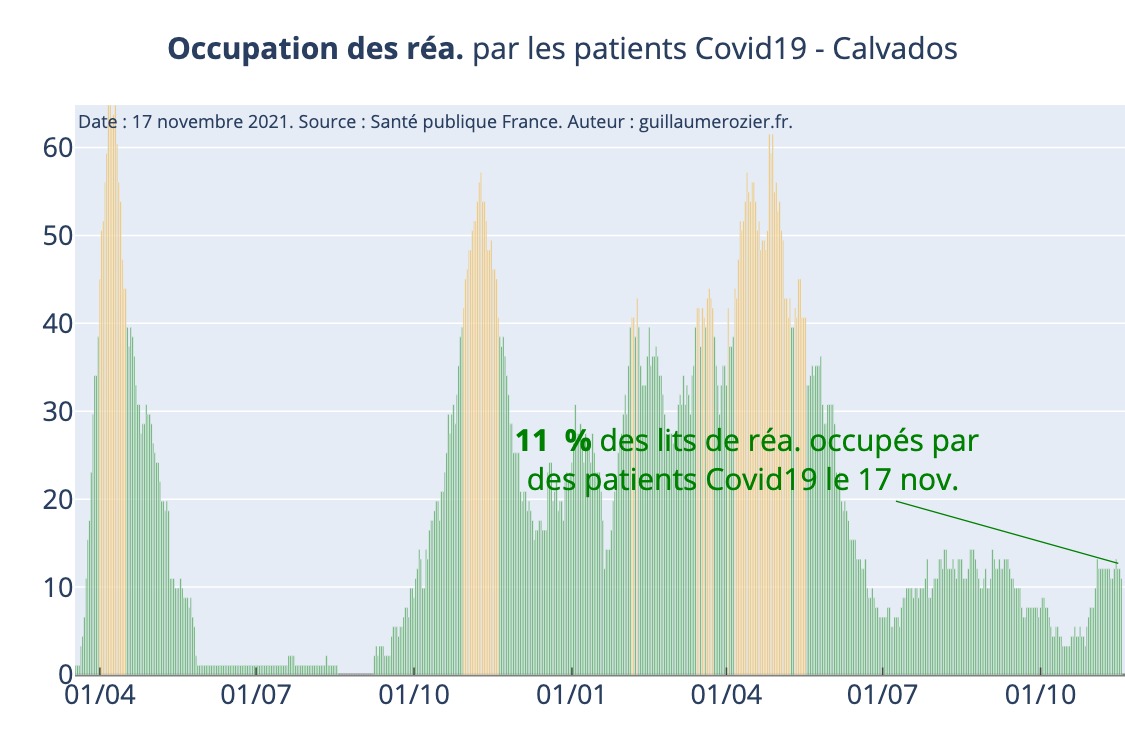 Occupation des réa. par les patients Covid19 - Calvados
Date : 17 novembre 2021. Source : Santé publique France. Auteur : guillaumerozier.fr.
60
50
40
30
20
10
0
11 % des lits de réa. occupés par
des patients Covid19 le 17 nov.
01/04 01/07 01/10 01/01 01/04 01/07 01/10